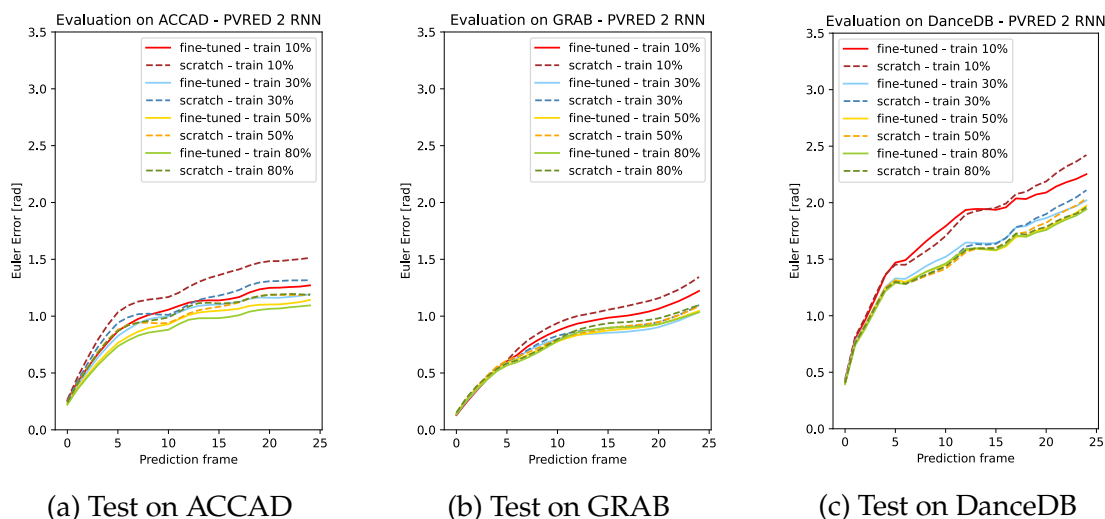 Evaluation on ACCAD - PVRED 2 RNN
3.5
3.0
2.5
2.0
1.5
1.0
0.5
0.0
Euler Error [rad]
fine-tuned - train 10%
scratch - train 10%
fine-tuned - train 30%
scratch - train 30%
fine-tuned - train 50%
scratch - train 50%
fine-tuned - train 80%
scratch - train 80%
0 5 10 15 20 25
Prediction frame
(a) Test on ACCAD
Evaluation on GRAB - PVRED 2 RNN
3.5
3.0
2.5
2.0
1.5
1.0
0.5
0.0
Euler Error [rad]
fine-tuned - train 10%
scratch - train 10%
fine-tuned - train 30%
scratch - train 30%
fine-tuned - train 50%
scratch - train 50%
fine-tuned - train 80%
scratch - train 80%
0 5 10 15 20 25
Prediction frame
(b) Test on GRAB
Evaluation on DanceDB - PVRED 2 RNN
3.5
3.0
2.5
2.0
1.5
1.0
0.5
0.0
Euler Error [rad]
fine-tuned - train 10%
scratch - train 10%
fine-tuned - train 30%
scratch - train 30%
fine-tuned - train 50%
scratch - train 50%
fine-tuned - train 80%
scratch - train 80%
0 5 10 15 20 25
Prediction frame
(c) Test on DanceDB